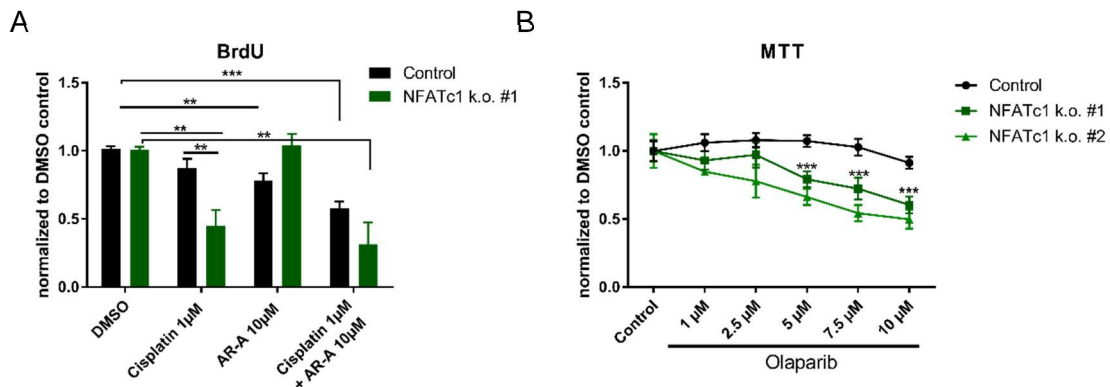 A
BrdU
normalized to DMSO control
1.5
1.0
0.5
0.0
***
**
**
**
**
Control
NFATc1 k.o. #1
DMSO
Cisplatin 1µM
AR-A 10µM
Cisplatin 1µM
+ AR-A 10µM
B
MTT
normalized to DMSO control
1.5
1.0
0.5
0.0
***
***
***
Control
NFATc1 k.o. #1
NFATc1 k.o. #2
Control
1 µM
2.5 µM
5 µM
7.5 µM
10 µM
Olaparib